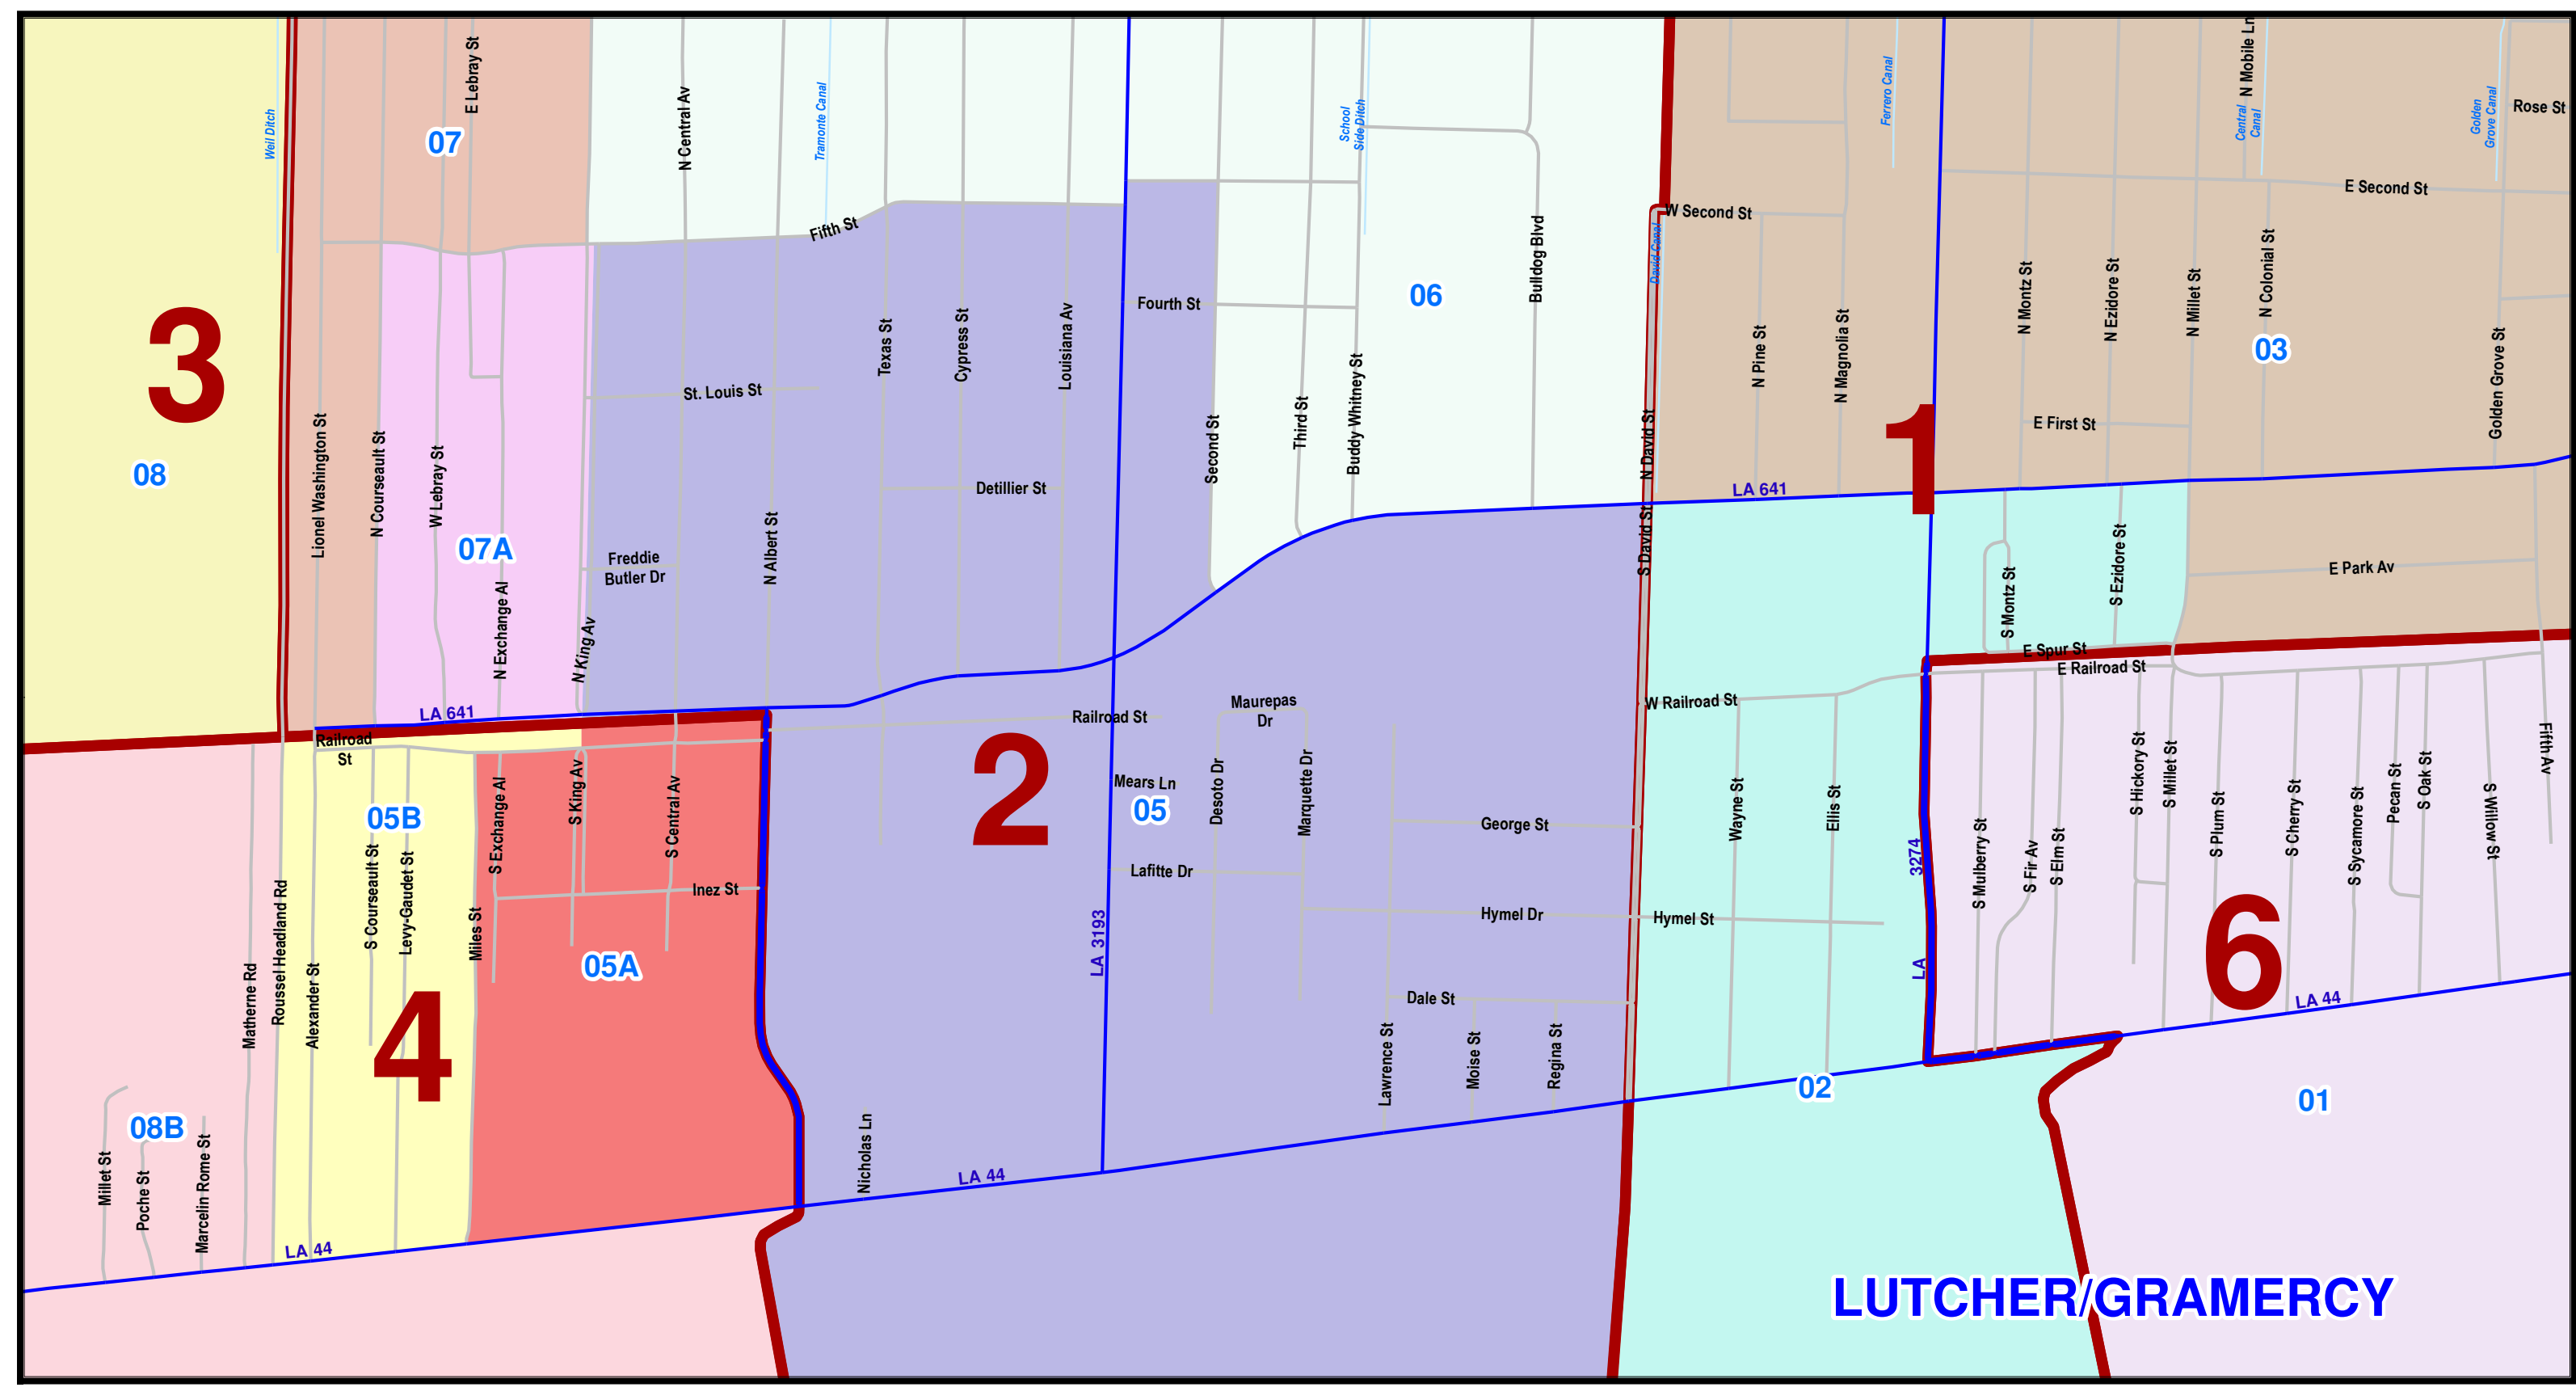 Weil Ditch
E Lebray St
N Central Av
Tramonte Canal
School
Side Ditch
Ferrero Canal
N Mobile Ln
Central
Canal
Golden
Grove Canal
Rose St
07
E Second St
W Second St
Fifth St
David Canal
Bulldog Blvd
06
Fourth St
3
08
Lionel Washington St
N Courseault St
W Lebray St
07A
N Exchange Al
N King Av
St. Louis St
Freddie
Butler Dr
N Albert St
Texas St
Cypress St
Louisiana Av
Detillier St
Second St
Third St
Buddy Whitney St
N David St
S David St
N Pine St
N Magnolia St
1
N Montz St
N Ezidore St
N Millet St
N Colonial St
03
Golden Grove St
E First St
LA 641
E Park Av
S Montz St
S Ezidore St
E Spur St
E Railroad St
W Railroad St
LA 641
Railroad
St
Railroad St
Maurepas
Dr
2
Mears Ln
05
Desoto Dr
Marquette Dr
George St
Lafitte Dr
Hymel Dr
Hymel St
Dale St
Lawrence St
Moise St
Regina St
LA 3193
Nicholas Ln
LA 44
05B
S Courseault St
Levy-Gaudet St
Miles St
S Exchange Al
S King Av
S Central Av
Inez St
05A
4
Matherne Rd
Roussel Headland Rd
Alexander St
08B
Millet St
Poche St
Marcelin Rome St
LA 44
Wayne St
Ellis St
LA
3274
S Mulberry St
S Fir Av
S Elm St
S Hickory St
S Millet St
S Plum St
S Cherry St
S Sycamore St
Pecan St
S Oak St
S Willow St
Fifth Av
6
LA 44
02
01
LUTCHER/GRAMERCY